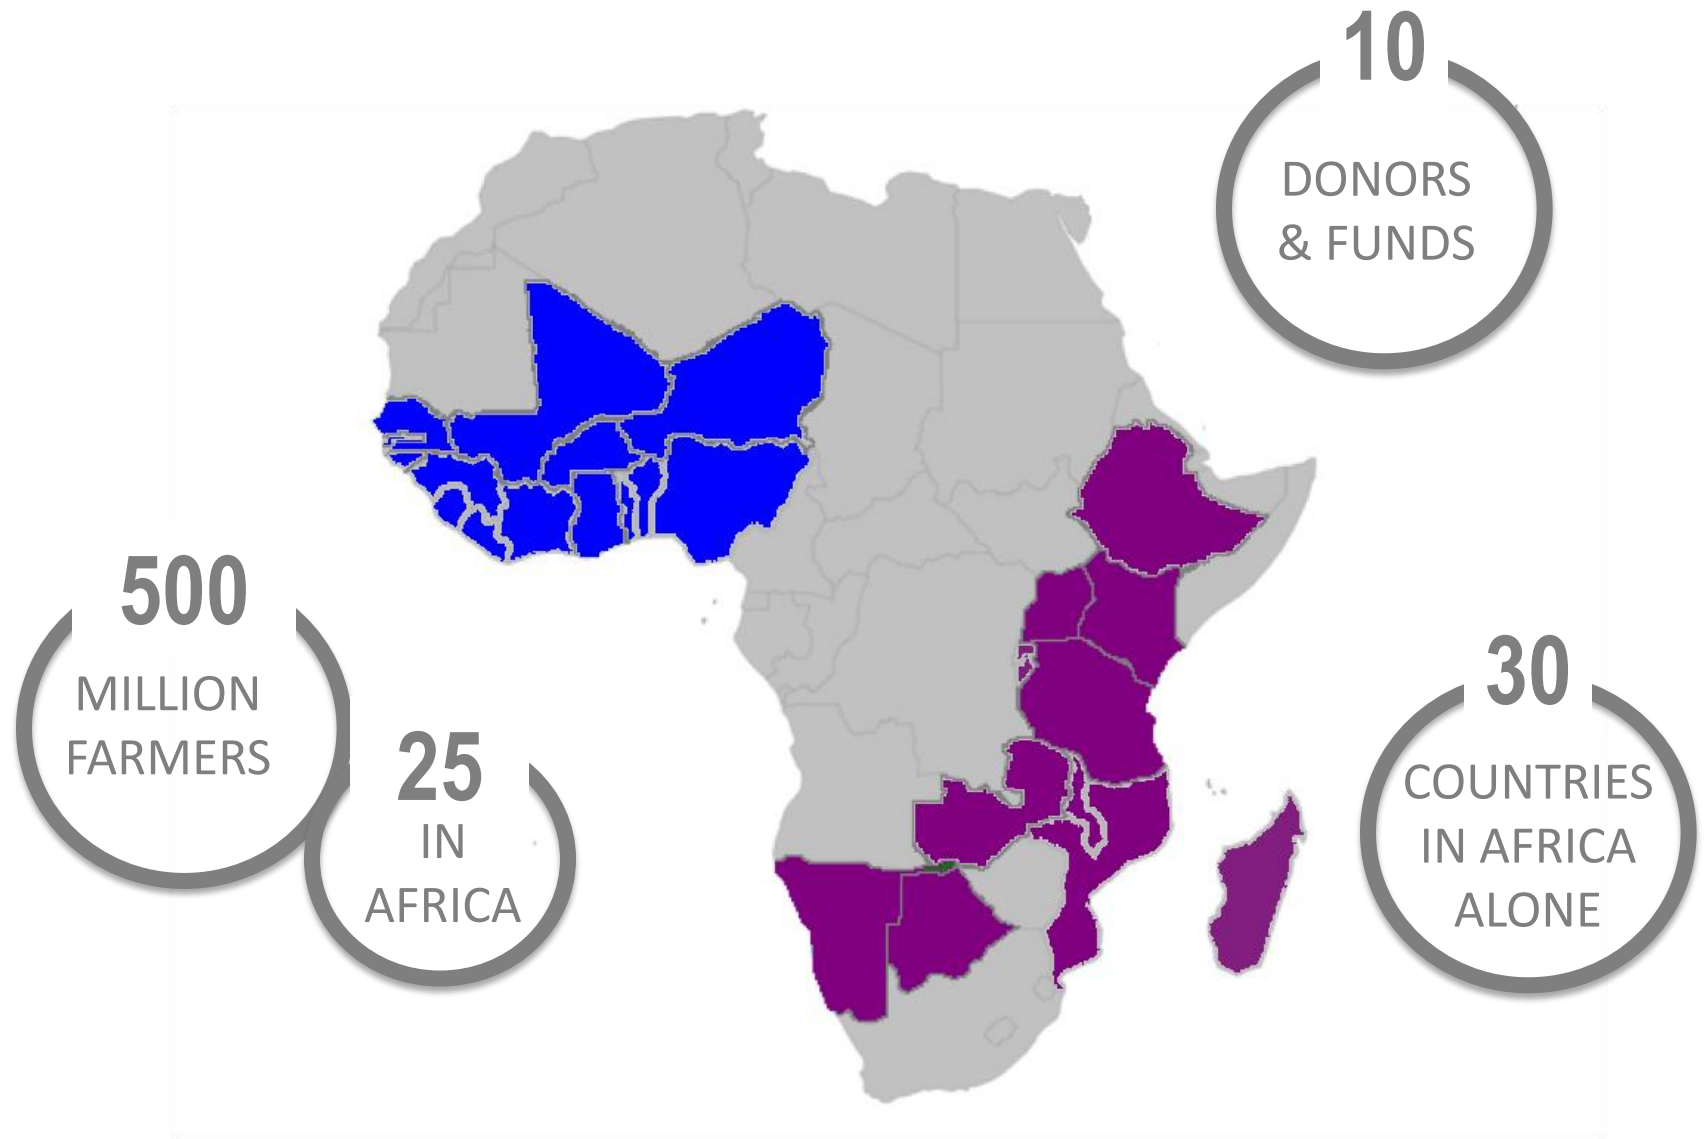 10
DONORS
& FUNDS
500
MILLION
FARMERS
25
IN
AFRICA
30
COUNTRIES
IN AFRICA
ALONE